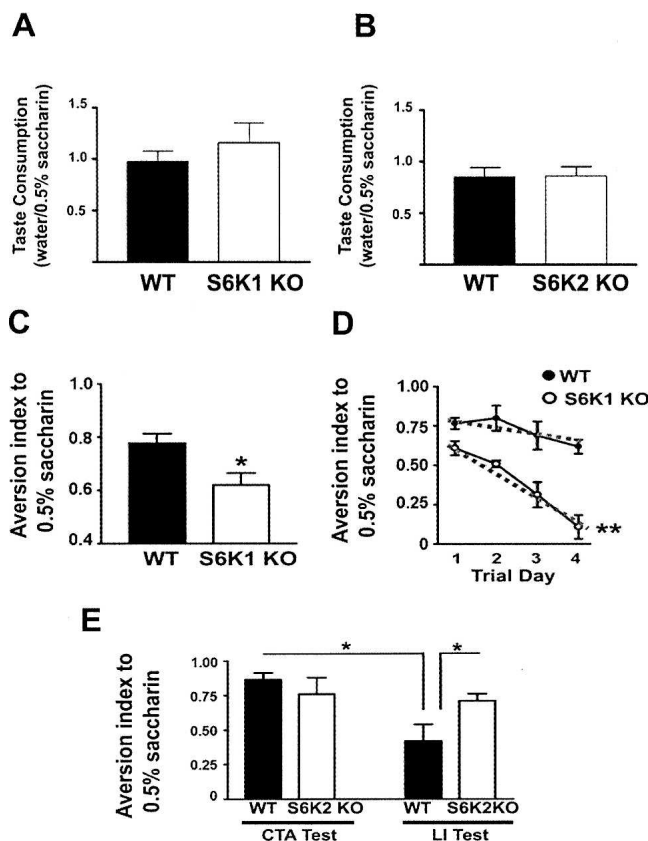 A
Taste Consumption
(water/0.5% saccharin)
1.5
1.0
0.5
WT
S6K1 KO
B
Taste Consumption
(water/0.5% saccharin)
1.5
1.0
0.5
WT
S6K2 KO
C
Aversion index to
0.5% saccharin
1.0
0.8
0.6
0.4
*
WT
S6K1 KO
D
Aversion index to
0.5% saccharin
1.00
0.75
0.50
0.25
0
WT
S6K1 KO
**
1 2 3 4
Trial Day
E
Aversion index to
0.5% saccharin
1.00
0.75
0.50
0.25
0
*
*
WT
S6K2 KO
WT
S6K2KO
CTA Test
LI Test